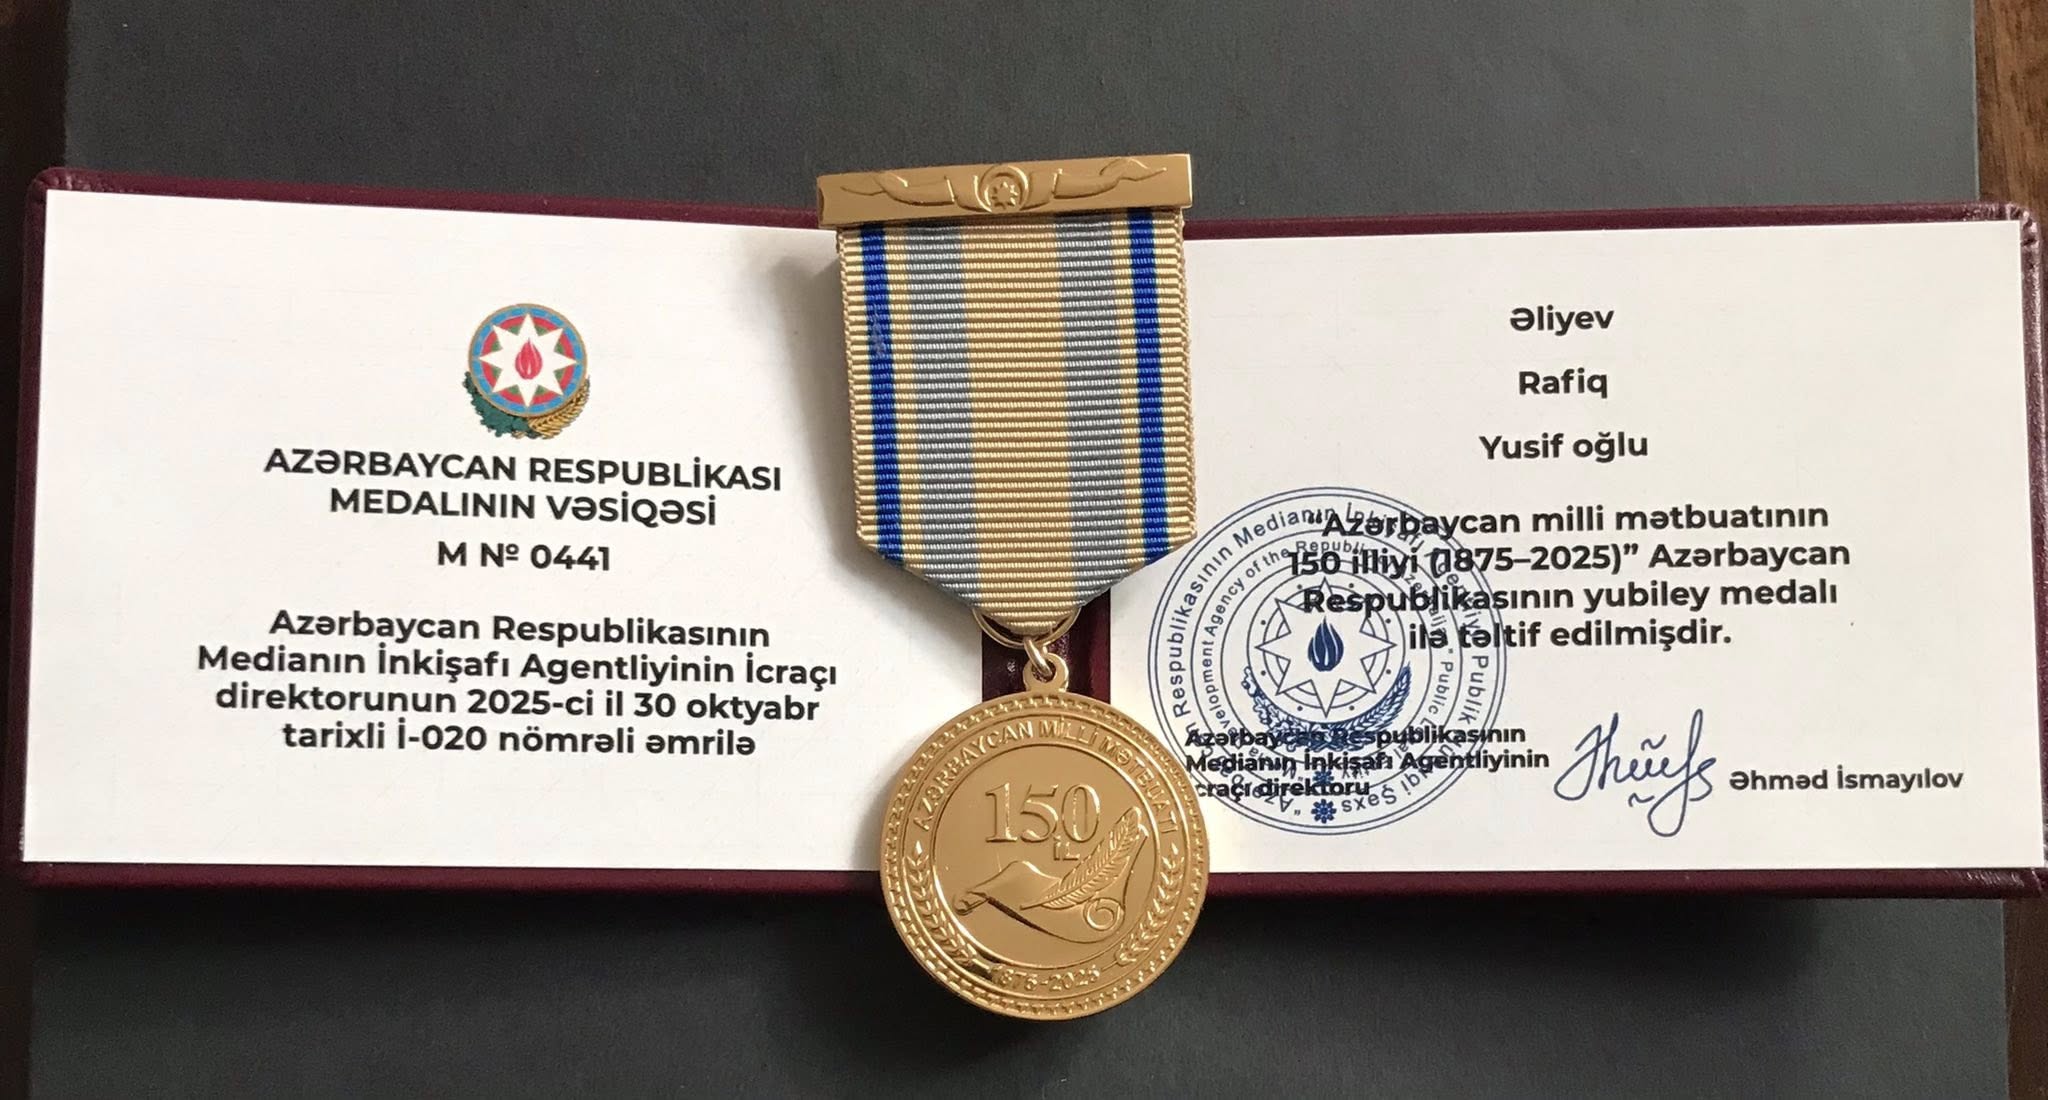 AZƏRBAYCAN RESPUBLİKASI
MEDALININ VƏSİQƏSİ
M № 0441
Azərbaycan Respublikasının
Medianın İnkişafı Agentliyinin İcraçı
direktorunun 2025-ci il 30 oktyabr
tarixli İ-020 nömrəli əmrilə
AZƏRBAYCAN MİLLİ MƏTBUATI
150
İL
1875-2025
Əliyev
Rafiq
Yusif oğlu
“Azərbaycan milli mətbuatının
150 illiyi (1875–2025)” Azərbaycan
Respublikasının yubiley medalı
ilə təltif edilmişdir.
Azərbaycan Respublikasının
Medianın İnkişafı Agentliyinin
icraçı direktoru
Əhməd İsmayılov